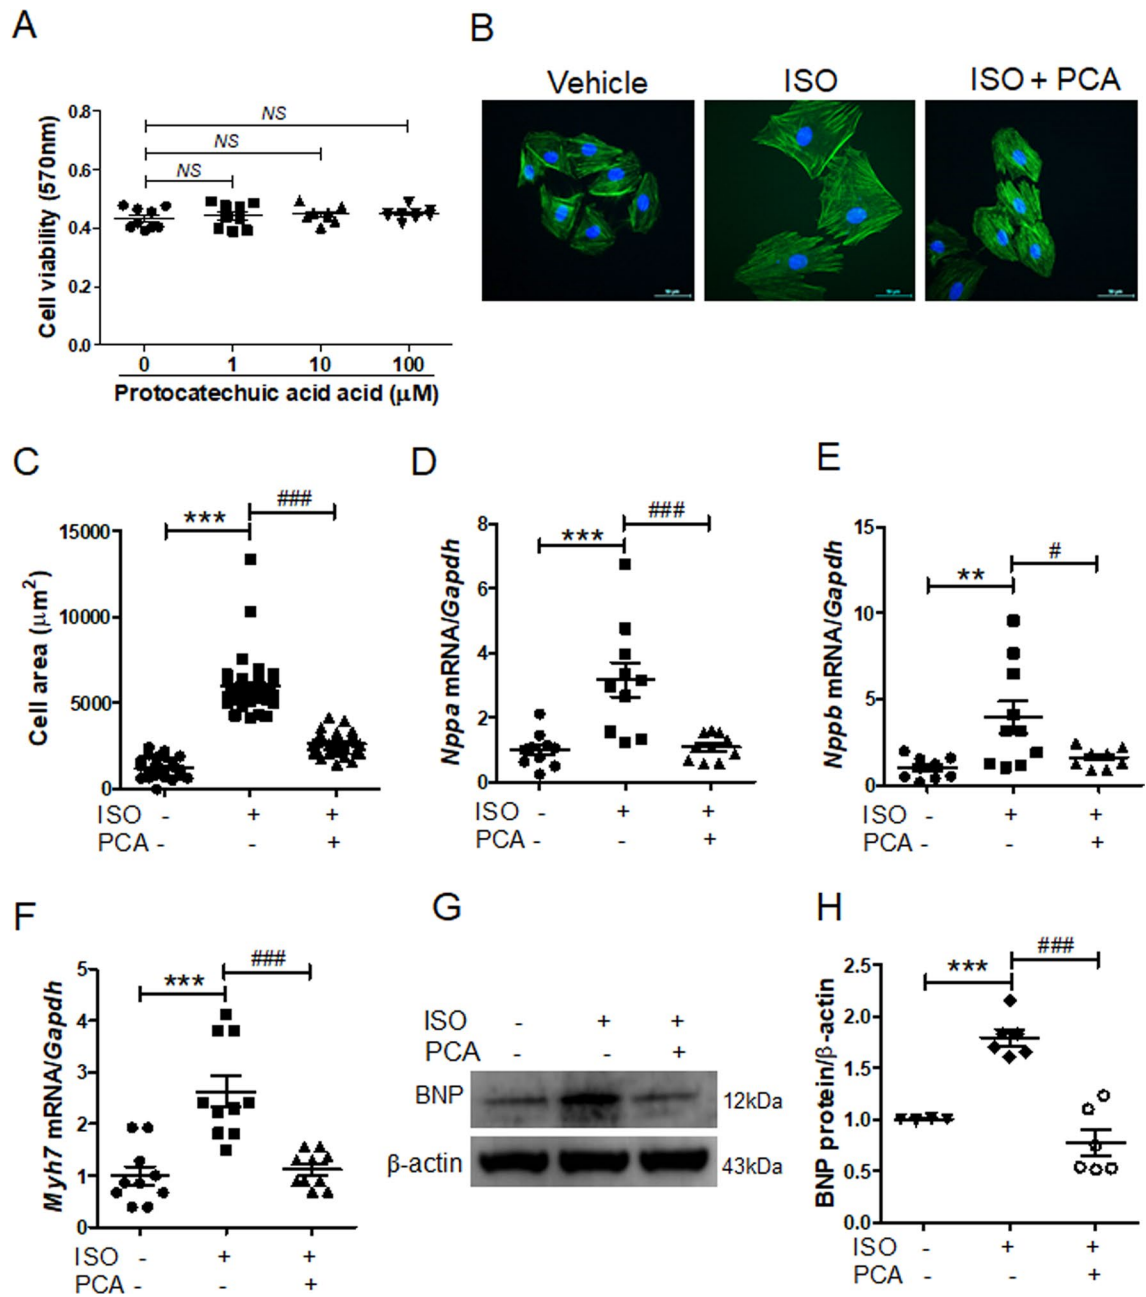 A
Cell viability (570nm)
0.8
0.6
0.4
0.2
0.0
NS
NS
NS
0 1 10 100
Protocatechuic acid acid (μM)
B
Vehicle ISO ISO + PCA
C
Cell area (μm²)
15000
10000
5000
0
*** ###
ISO - + +
PCA - - +
D
Nppa mRNA/Gapdh
8
6
4
2
0
*** ###
ISO - + +
PCA - - +
E
Nppb mRNA/Gapdh
15
10
5
0
** #
ISO - + +
PCA - - +
F
Myh7 mRNA/Gapdh
5
4
3
2
1
0
*** ###
ISO - + +
PCA - - +
G
ISO - + +
PCA - - +
BNP 12kDa
β-actin 43kDa
H
BNP protein/β-actin
2.5
2.0
1.5
1.0
0.5
0.0
*** ###
ISO - + +
PCA - - +